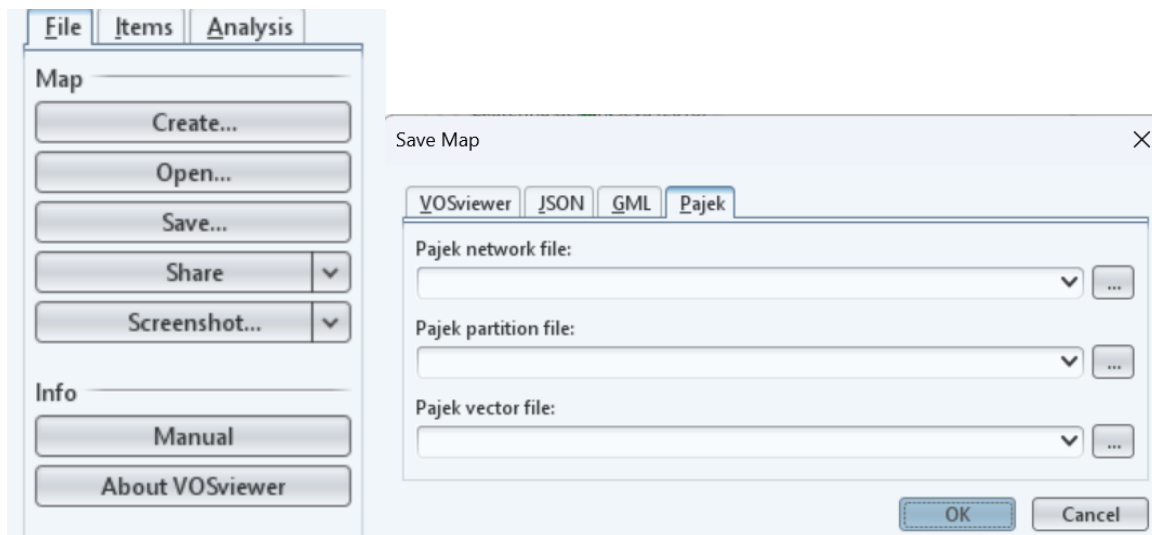 File Items Analysis
Map
Create...
Open...
Save...
Share
Screenshot...
Info
Manual
About VOSviewer
Save Map
VOSviewer JSON GML Pajek
Pajek network file:
...
Pajek partition file:
...
Pajek vector file:
...
OK Cancel